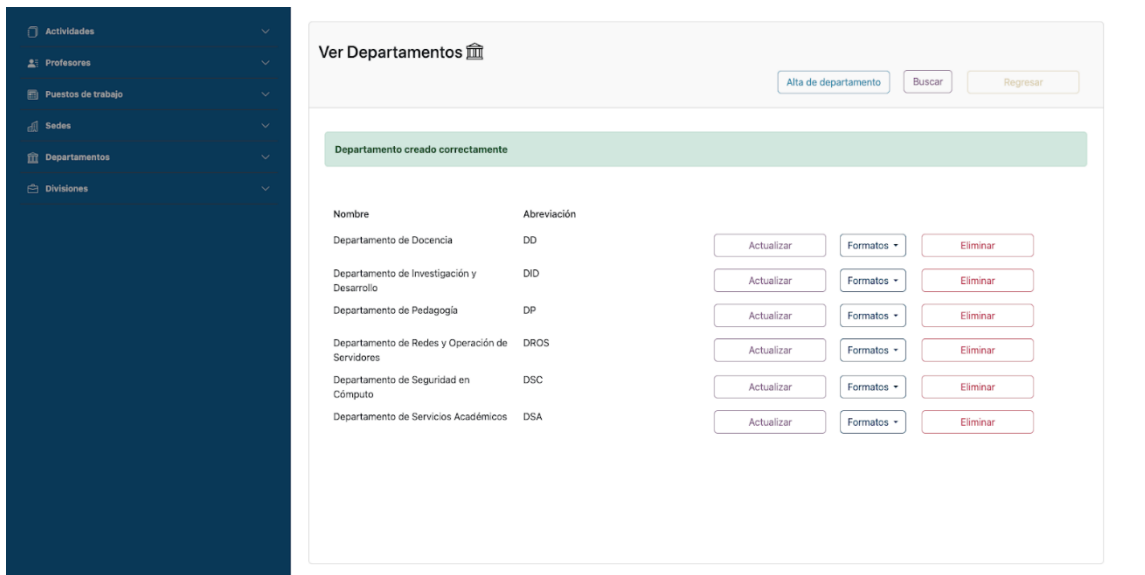 Actividades
Profesores
Puestos de trabajo
Sedes
Departamentos
Divisiones
Ver Departamentos
Alta de departamento Buscar Regresar
Departamento creado correctamente
Nombre Abreviación
Departamento de Docencia DD Actualizar Formatos Eliminar
Departamento de Investigación y
Desarrollo DID Actualizar Formatos Eliminar
Departamento de Pedagogía DP Actualizar Formatos Eliminar
Departamento de Redes y Operación de
Servidores DROS Actualizar Formatos Eliminar
Departamento de Seguridad en
Cómputo DSC Actualizar Formatos Eliminar
Departamento de Servicios Académicos DSA Actualizar Formatos Eliminar